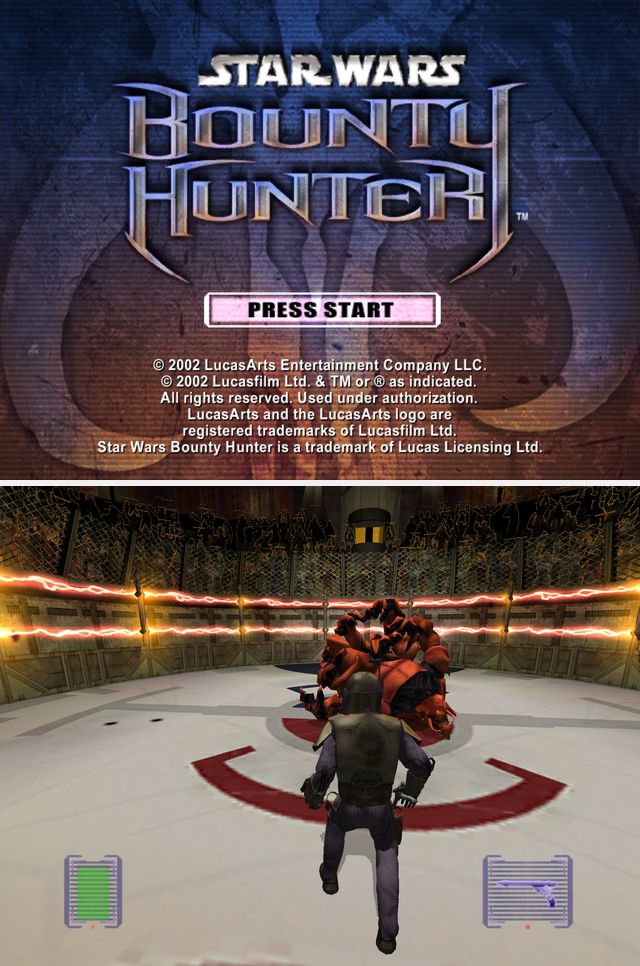 STAR WARS
BOUNTY
HUNTER™
PRESS START
© 2002 LucasArts Entertainment Company LLC.
© 2002 Lucasfilm Ltd. & TM or ® as indicated.
All rights reserved. Used under authorization.
LucasArts and the LucasArts logo are
registered trademarks of Lucasfilm Ltd.
Star Wars Bounty Hunter is a trademark of Lucas Licensing Ltd.